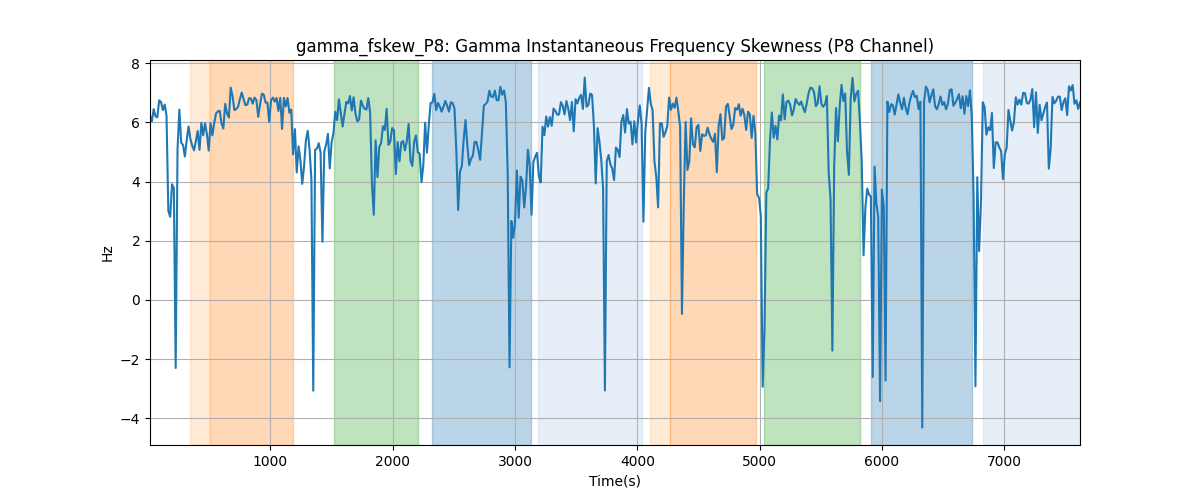 gamma_fskew_P8: Gamma Instantaneous Frequency Skewness (P8 Channel)
8
6
4
2
0
−2
−4
Hz
1000 2000 3000 4000 5000 6000 7000
Time(s)